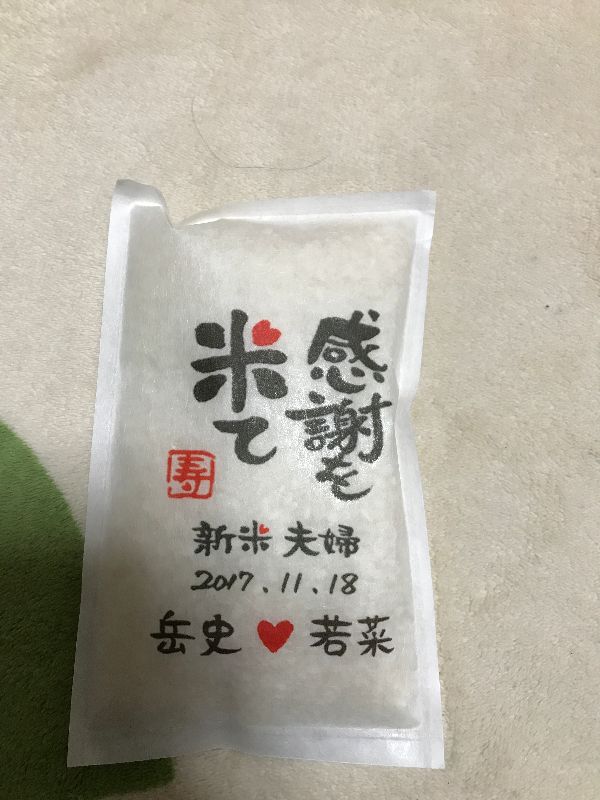 感謝を
米て
寿
新米夫婦
2017.11.18
岳史♥若菜